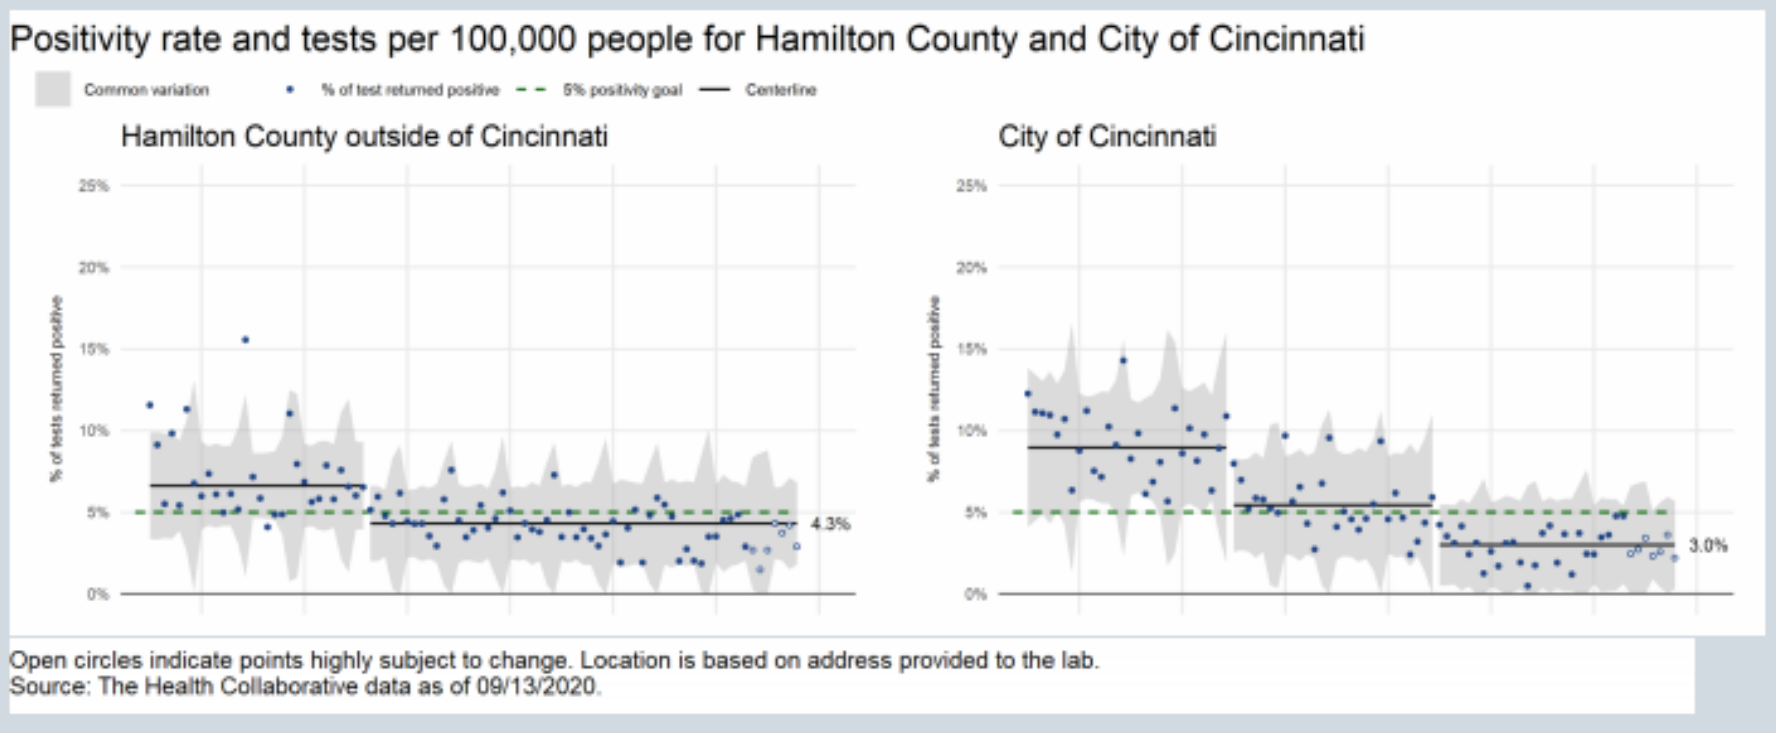 Positivity rate and tests per 100,000 people for Hamilton County and City of Cincinnati
Common variation % of test returned positive 5% positivity goal Centerline
Hamilton County outside of Cincinnati
25%
20%
15%
10%
5%
0%
% of tests returned positive
4.3%
City of Cincinnati
25%
20%
15%
10%
5%
0%
% of tests returned positive
3.0%
Open circles indicate points highly subject to change. Location is based on address provided to the lab.
Source: The Health Collaborative data as of 09/13/2020.